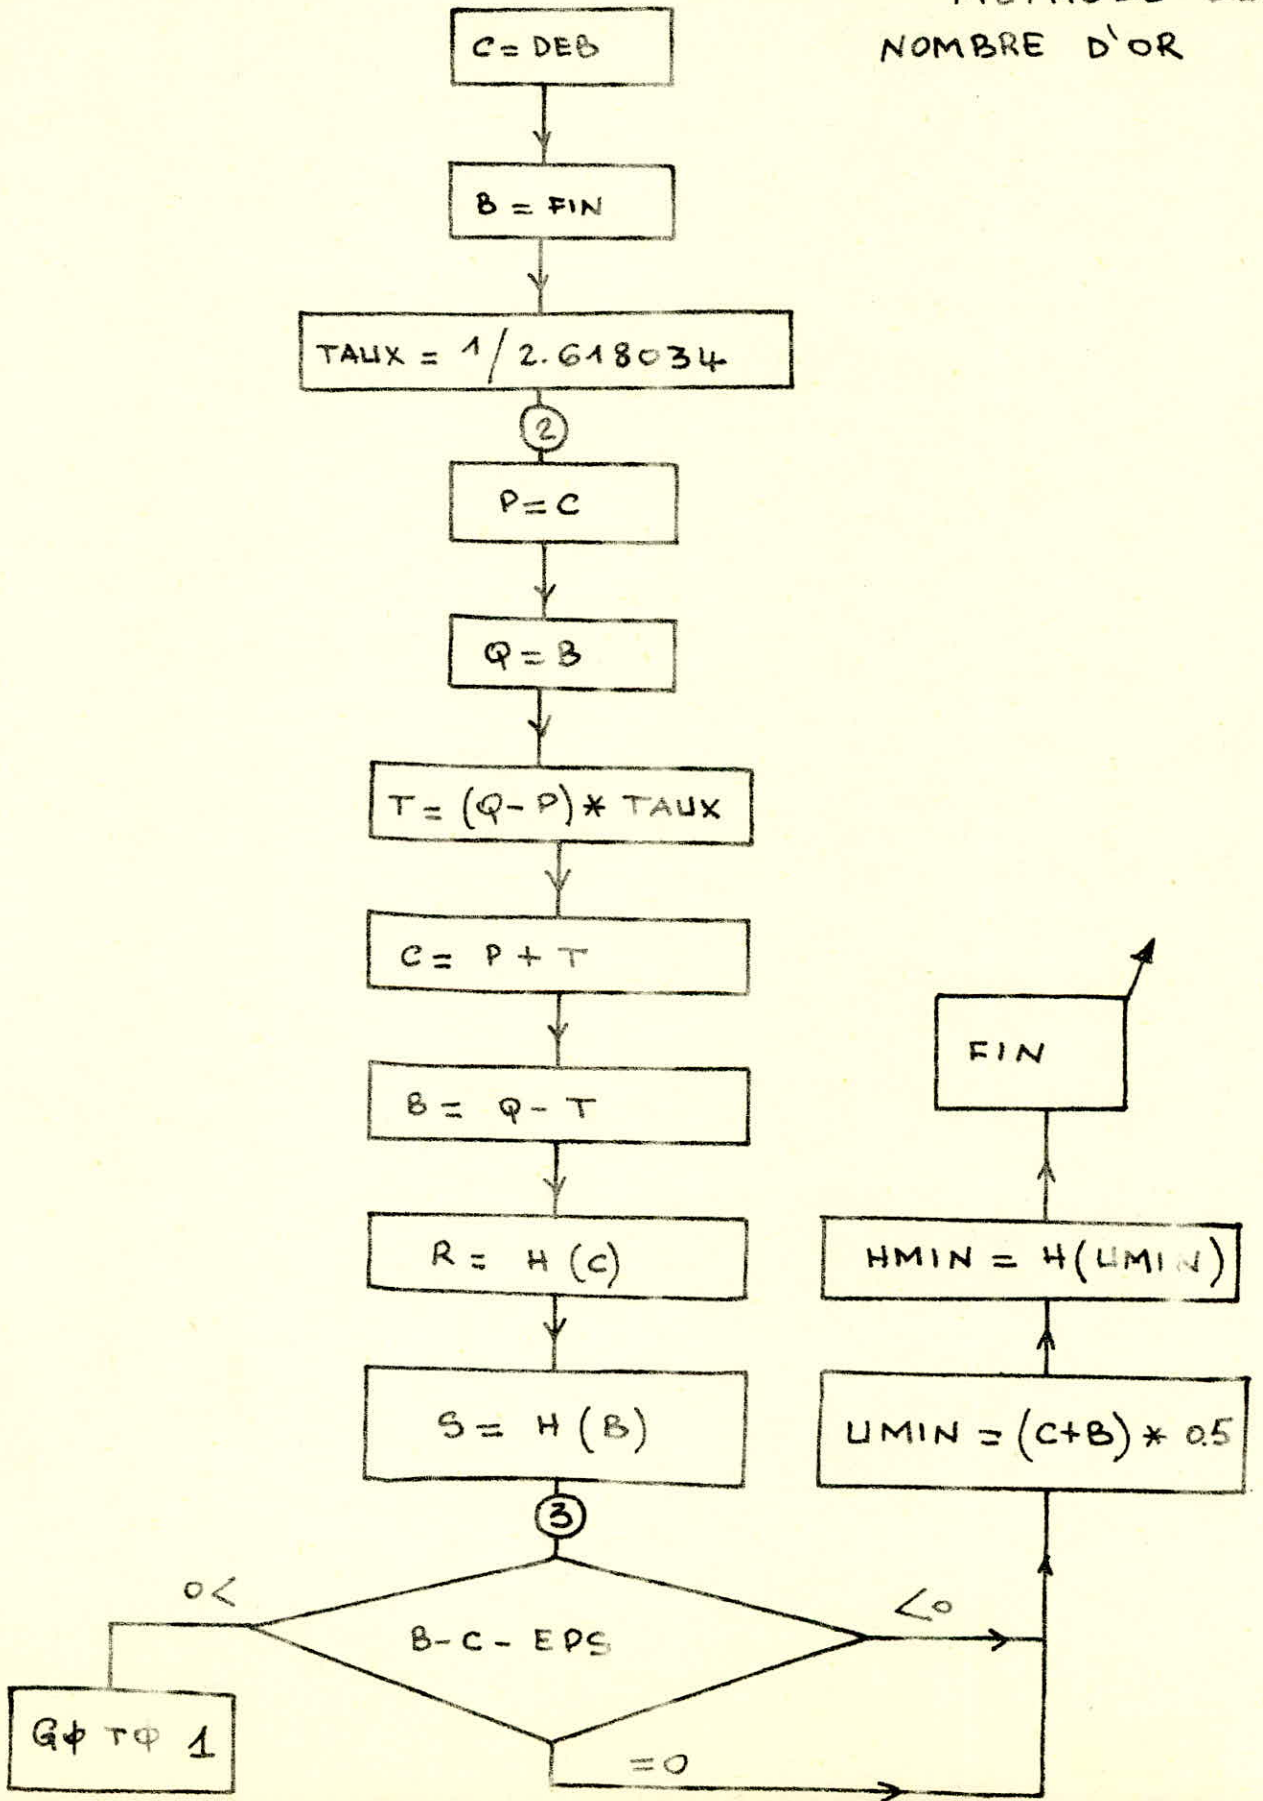 NOMBRE D'OR
C = DEB
B = FIN
TAUX = 1/2.618034
2
P = C
Q = B
T = (Q-P) * TAUX
C = P + T
B = Q - T
R = H (C)
S = H (B)
3
B-C-EPS
0<
<0
=0
Gφ Tφ 1
UMIN = (C+B) * 0.5
HMIN = H(UMIN)
FIN